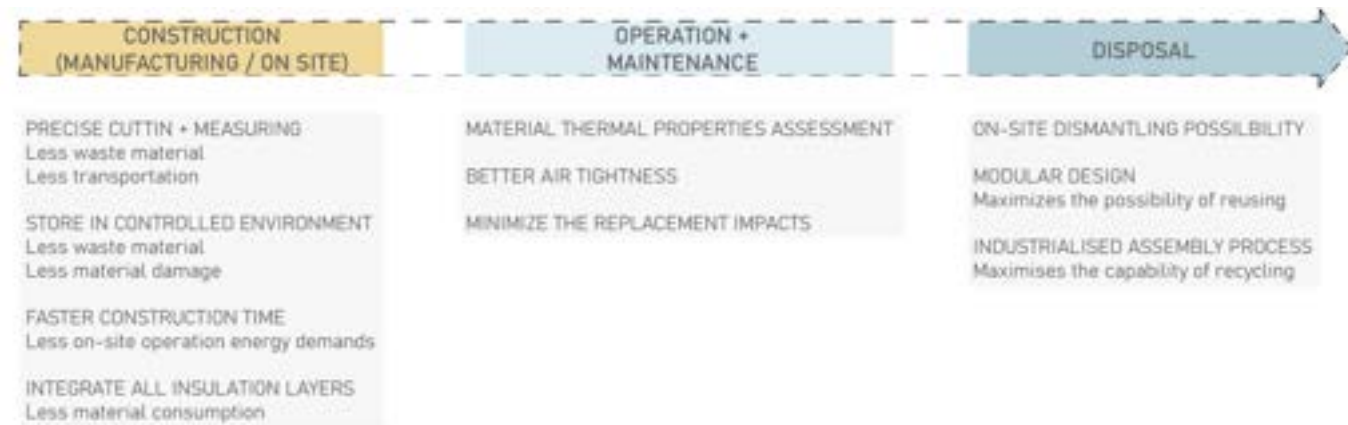 CONSTRUCTION
(MANUFACTURING / ON SITE)
OPERATION +
MAINTENANCE
DISPOSAL
PRECISE CUTTIN + MEASURING
Less waste material
Less transportation
STORE IN CONTROLLED ENVIRONMENT
Less waste material
Less material damage
FASTER CONSTRUCTION TIME
Less on-site operation energy demands
INTEGRATE ALL INSULATION LAYERS
Less material consumption
MATERIAL THERMAL PROPERTIES ASSESSMENT
BETTER AIR TIGHTNESS
MINIMIZE THE REPLACEMENT IMPACTS
ON-SITE DISMANTLING POSSILBILITY
MODULAR DESIGN
Maximizes the possibility of reusing
INDUSTRIALISED ASSEMBLY PROCESS
Maximises the capability of recycling